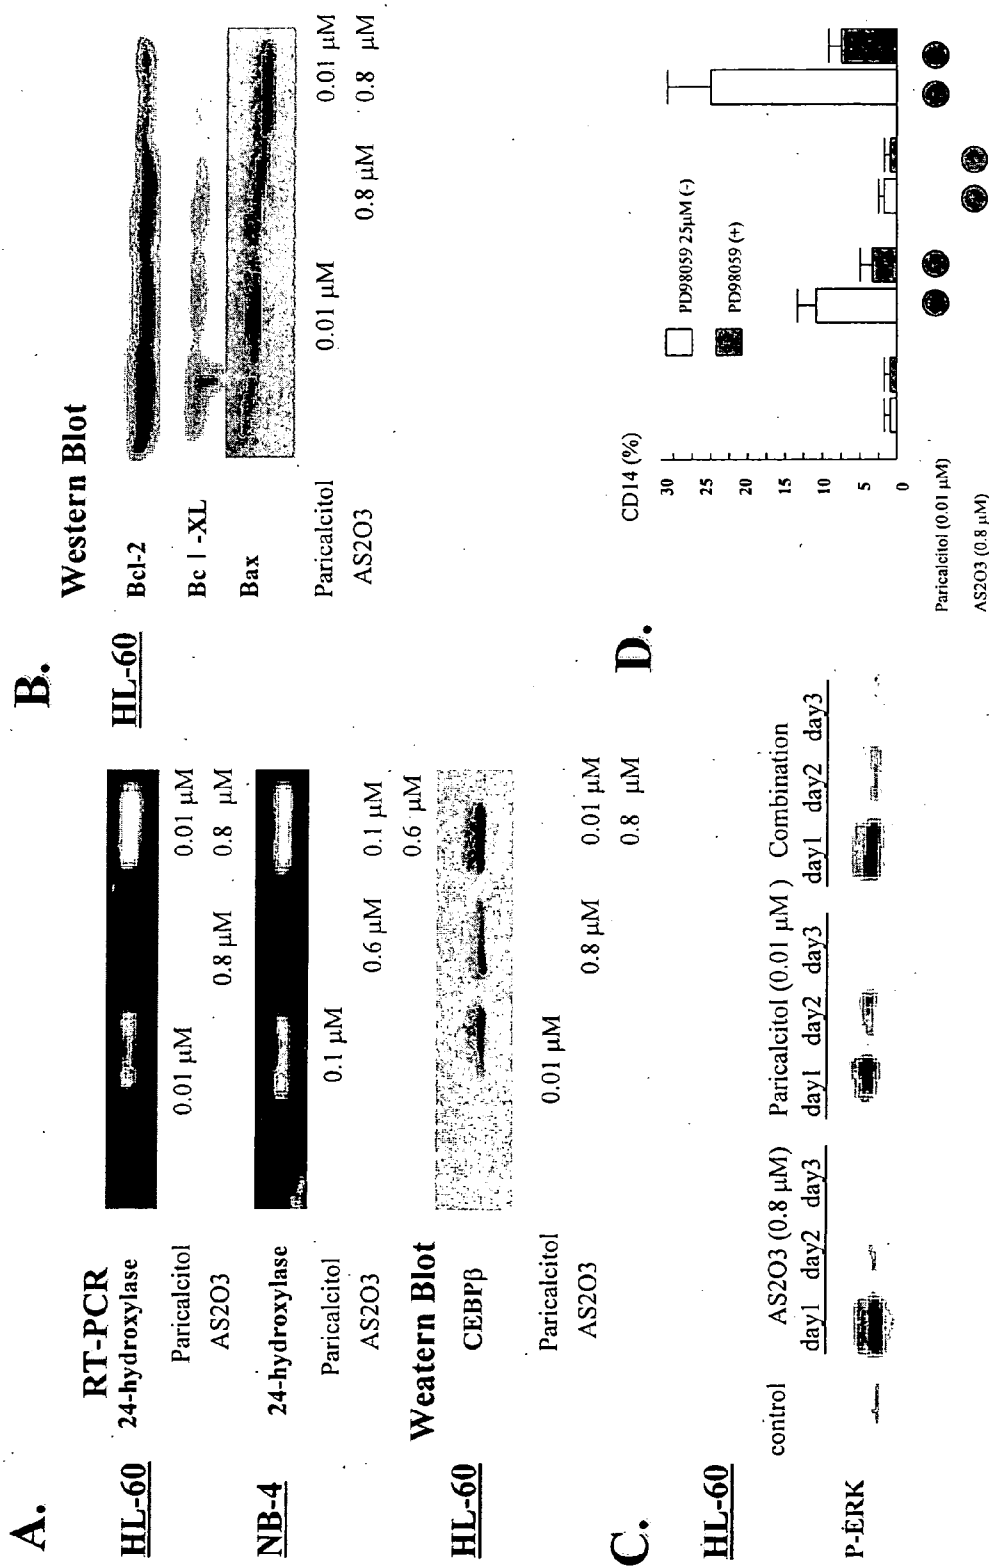 A.
RT-PCR
HL-60 24-hydroxylase
Paricalcitol 0.01 μM 0.01 μM
AS2O3 0.8 μM 0.8 μM
NB-4 24-hydroxylase
Paricalcitol 0.1 μM 0.1 μM
AS2O3 0.6 μM 0.6 μM
Weatern Blot
HL-60 CEBPβ
Paricalcitol 0.01 μM 0.01 μM
AS2O3 0.8 μM 0.8 μM
B.
Western Blot
HL-60 Bcl-2
Bc l -XL
Bax
Paricalcitol 0.01 μM 0.01 μM
AS2O3 0.8 μM 0.8 μM
C.
HL-60
control AS2O3 (0.8 μM) Paricalcitol (0.01 μM ) Combination
day1 day2 day3 day1 day2 day3 day1 day2 day3
P-ERK
D.
CD14 (%)
30
25
20
15
10
5
0
PD98059 25μM (-)
PD98059 (+)
Paricalcitol (0.01 μM)
AS2O3 (0.8 μM)